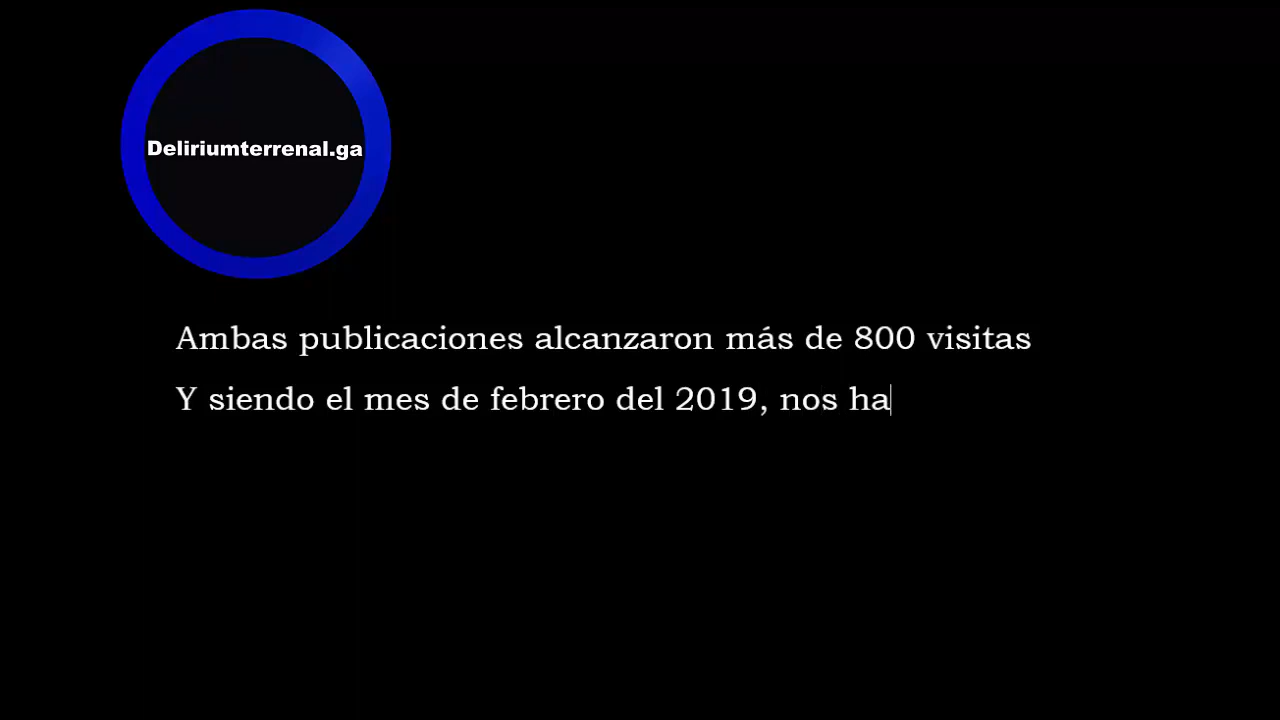 Deliriumterrenal.ga
Ambas publicaciones alcanzaron más de 800 visitas
Y siendo el mes de febrero del 2019, nos ha